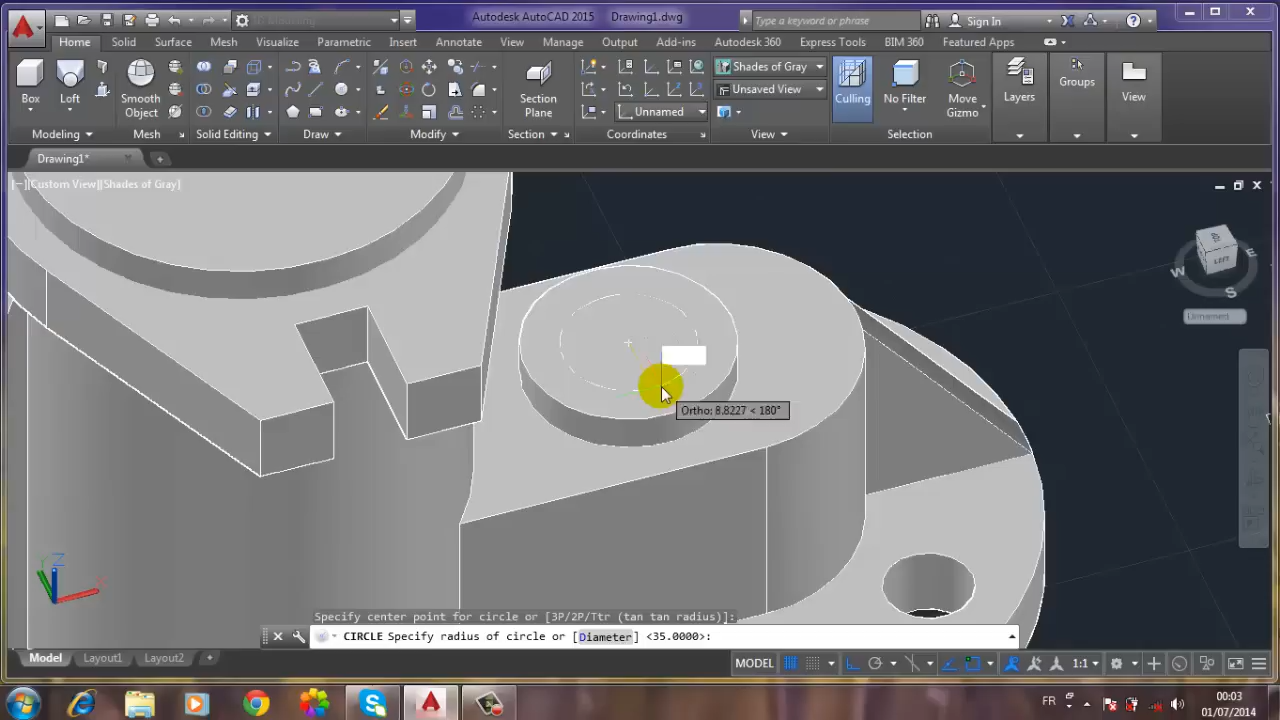 3D Modeling
Autodesk AutoCAD 2015 Drawing1.dwg
Type a keyword or phrase
Sign In
Home Solid Surface Mesh Visualize Parametric Insert Annotate View Manage Output Add-ins Autodesk 360 Express Tools BIM 360 Featured Apps
Box
Loft
Smooth Object
Section Plane
Shades of Gray
Unsaved View
Unnamed
Culling
No Filter
Move Gizmo
Layers
Groups
View
Modeling
Mesh
Solid Editing
Draw
Modify
Section
Coordinates
View
Selection
Drawing1*
[−][Custom View][Shades of Gray]
LEFT
W
E
S
Unnamed
Ortho: 8.8227 < 180°
Z
X
Specify center point for circle or [3P/2P/Ttr (tan tan radius)]:
CIRCLE Specify radius of circle or [Diameter] <35.0000>:
Model Layout1 Layout2
MODEL
1:1
FR
00:03
01/07/2014